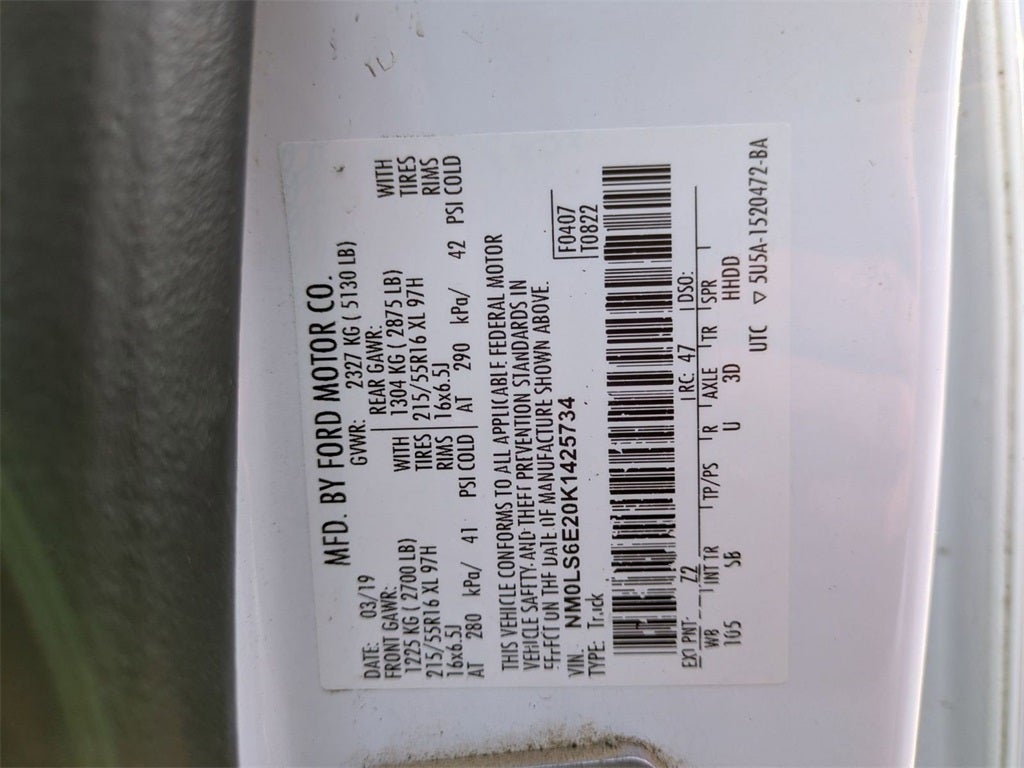 MFD. BY FORD MOTOR CO.
DATE: 03/19 GVWR: 2327 KG ( 5130 LB)
FRONT GAWR: REAR GAWR:
1225 KG ( 2700 LB) WITH 1304 KG ( 2875 LB) WITH
215/55R16 XL 97H TIRES 215/55R16 XL 97H TIRES
16x6.5J RIMS 16x6.5J RIMS
AT 280 kPa/ 41 PSI COLD AT 290 kPa/ 42 PSI COLD
THIS VEHICLE CONFORMS TO ALL APPLICABLE FEDERAL MOTOR
VEHICLE SAFETY AND THEFT PREVENTION STANDARDS IN
EFFECT ON THE DATE OF MANUFACTURE SHOWN ABOVE.
VIN: NM0LS6E20K1425734 F0407
TYPE: Truck T0822
EXT PNT: Z2 RC: 47 DSO:
WB INT TR TP/PS R AXLE TR SPR
105 SB U 3D HHDD
UTC ▽ 5U5A-1520472-BA